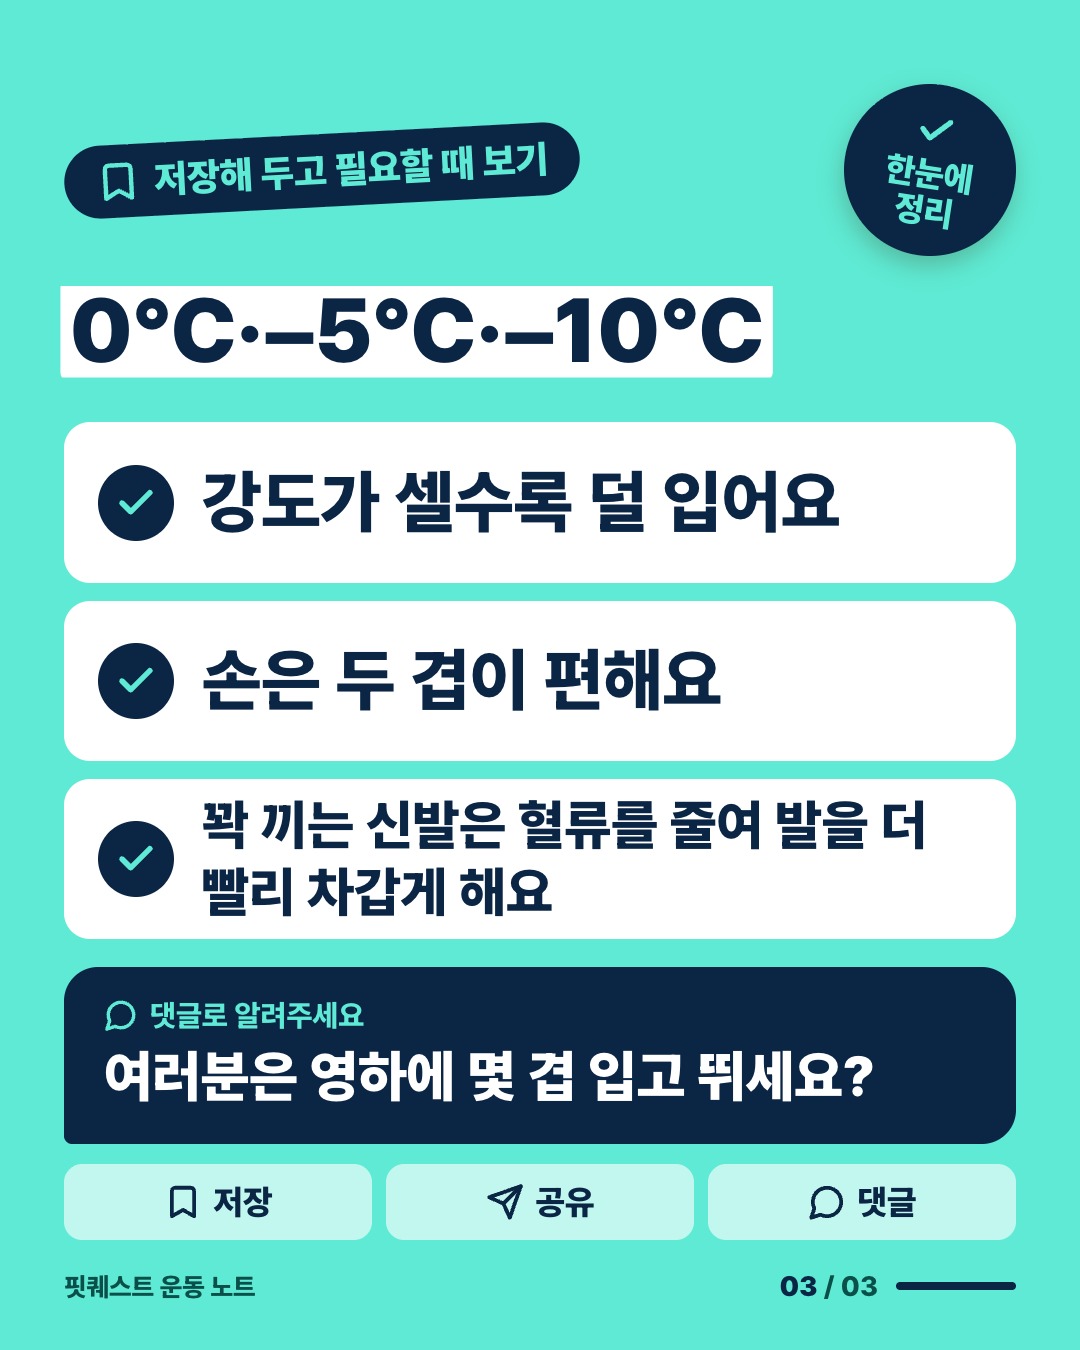 저장해 두고 필요할 때 보기
한눈에
정리
0°C·–5°C·–10°C
강도가 셀수록 덜 입어요
손은 두 겹이 편해요
꽉 끼는 신발은 혈류를 줄여 발을 더
빨리 차갑게 해요
댓글로 알려주세요
여러분은 영하에 몇 겹 입고 뛰세요?
저장
공유
댓글
핏퀘스트 운동 노트
03 / 03